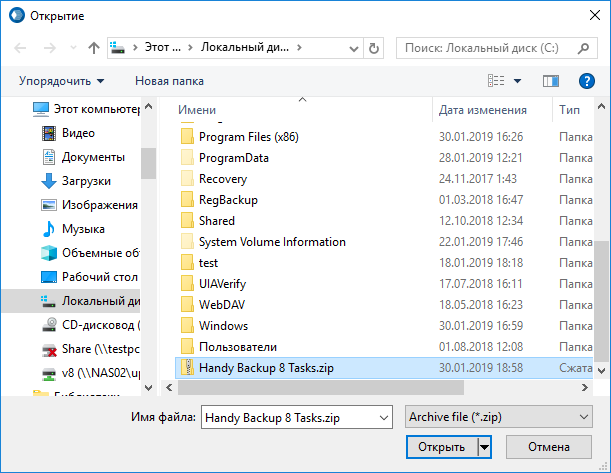 Открытие
Этот ... Локальный ди... Поиск: Локальный диск (C:)
Упорядочить Новая папка
Имени Дата изменения Тип
Этот компьютер
Видео
Документы
Загрузки
Изображения
Музыка
Объемные об
Рабочий стол
Локальный ди
CD-дисковод (
Share (\\testpc
v8 (\\NAS02\up
Program Files (x86) 30.01.2019 16:26 Папка
ProgramData 28.01.2019 12:21 Папка
Recovery 24.11.2017 1:43 Папка
RegBackup 01.03.2018 16:47 Папка
Shared 12.10.2018 12:34 Папка
System Volume Information 22.01.2019 17:46 Папка
test 18.01.2019 18:18 Папка
UIAVerify 17.07.2018 16:11 Папка
WebDAV 18.05.2018 16:23 Папка
Windows 30.01.2019 16:59 Папка
Пользователи 01.08.2018 12:08 Папка
Handy Backup 8 Tasks.zip 30.01.2019 18:58 Сжата
Имя файла: Handy Backup 8 Tasks.zip Archive file (*.zip)
Открыть Отмена